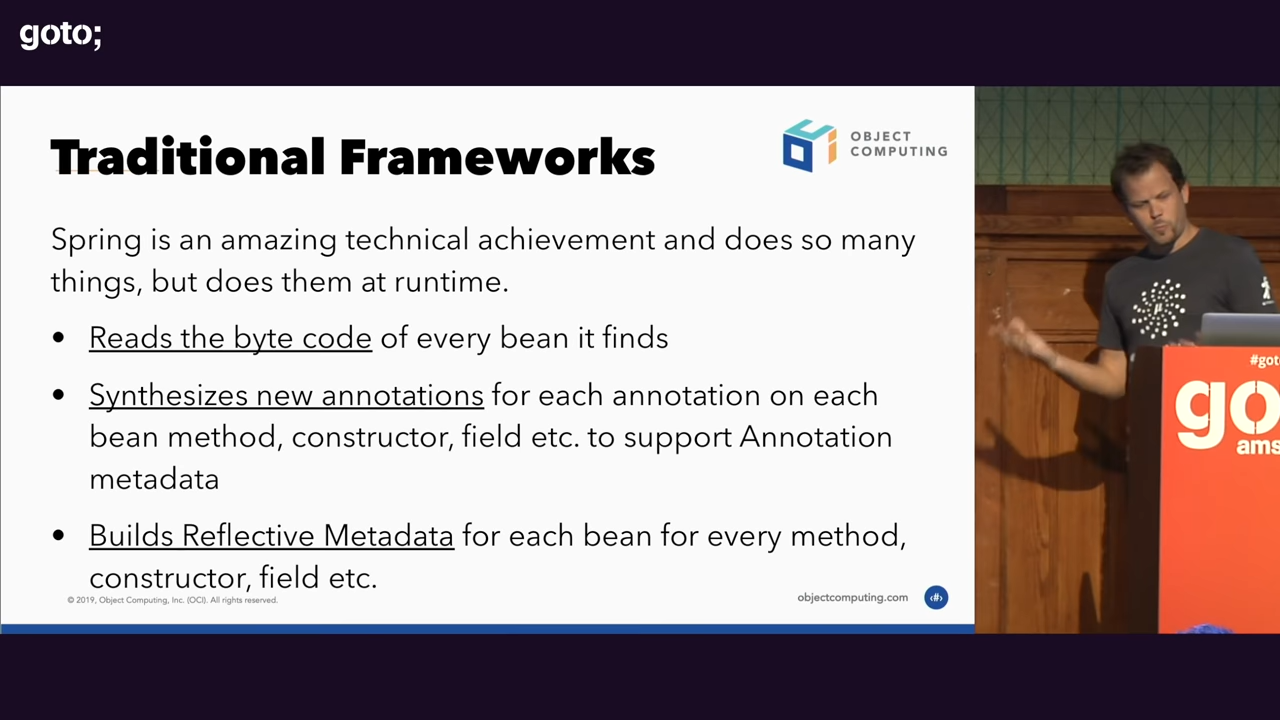 goto;
Traditional Frameworks
OBJECT
COMPUTING
Spring is an amazing technical achievement and does so many
things, but does them at runtime.
• Reads the byte code of every bean it finds
• Synthesizes new annotations for each annotation on each
bean method, constructor, field etc. to support Annotation
metadata
• Builds Reflective Metadata for each bean for every method,
constructor, field etc.
© 2019, Object Computing, Inc. (OCI). All rights reserved.
objectcomputing.com
‹#›
#got
go
ams